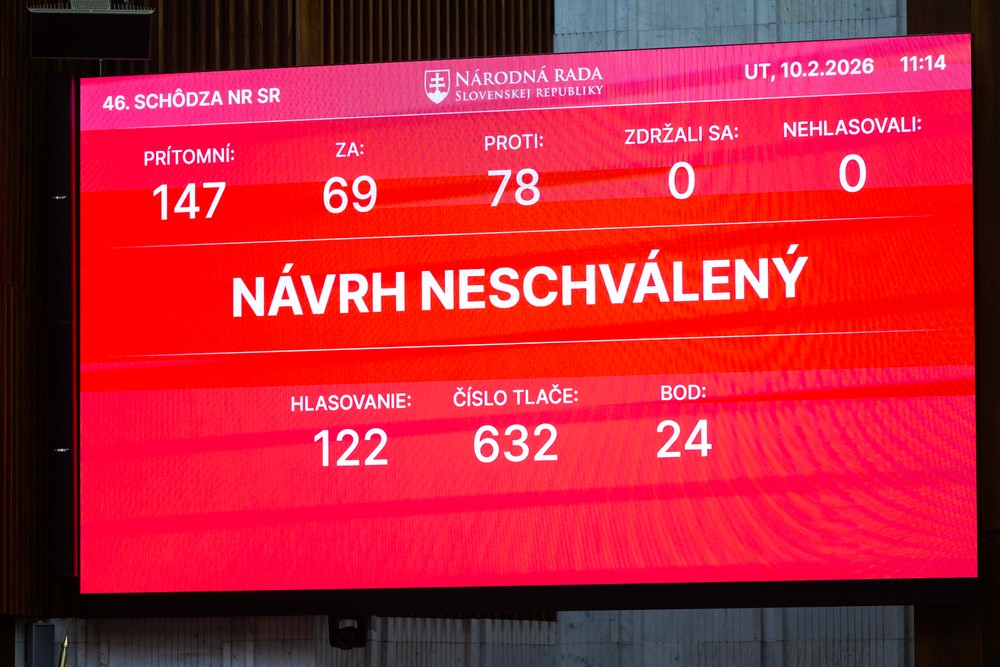 46. SCHÔDZA NR SR
NÁRODNÁ RADA
SLOVENSKEJ REPUBLIKY
UT, 10.2.2026 11:14
PRÍTOMNÍ: ZA: PROTI: ZDRŽALI SA: NEHLASOVALI:
147 69 78 0 0
NÁVRH NESCHVÁLENÝ
HLASOVANIE: ČÍSLO TLAČE: BOD:
122 632 24